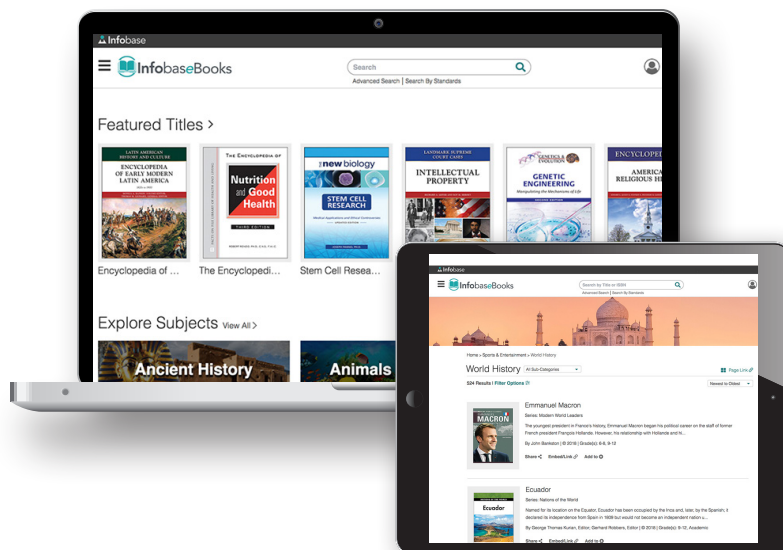 Infobase
InfobaseBooks
Search
Advanced Search | Search By Standards
Featured Titles >
LATIN AMERICAN
HISTORY AND CULTURE
ENCYCLOPEDIA
OF EARLY MODERN
LATIN AMERICA
THE ENCYCLOPEDIA OF
Nutrition
and Good
Health
THIRD EDITION
the new biology
STEM CELL
RESEARCH
LANDMARK SUPREME
COURT CASES
INTELLECTUAL
PROPERTY
GENETICS &
EVOLUTION
GENETIC
ENGINEERING
Manipulating the Mechanisms of Life
ENCYCLOPED
AMERICA
RELIGIOUS HI
Encyclopedia of ...
The Encyclopedi...
Stem Cell Resea...
Explore Subjects View All >
Ancient History
Animals
Infobase
InfobaseBooks
Search by Title or ISBN
Advanced Search | Search By Standards
Home > Sports & Entertainment > World History
World History
All Sub-Categories
Page Link
524 Results | Filter Options
Newest to Oldest
MACRON
Emmanuel Macron
Series: Modern World Leaders
The youngest president in France's history, Emmanuel Macron began his political career on the staff of former
French president François Hollande. However, his relationship with Hollande and hi...
By John Bankston | © 2018 | Grade(s): 6-8, 9-12
Share Embed/Link Add to
Ecuador
Ecuador
Series: Nations of the World
Named for its location on the Equator, Ecuador has been occupied by the Incas and, later, by the Spanish; it
declared its independence from Spain in 1809 but would not become an independent nation u...
By George Thomas Kurian, Editor, Gerhard Robbers, Editor | © 2018 | Grade(s): 9-12, Academic
Share Embed/Link Add to